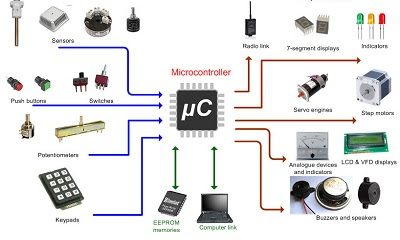 Sensors
Radio link
7-segment displays
Indicators
Microcontroller
µC
Push buttons
Switches
Servo engines
Step motors
Potentiometers
Analogue devices
and indicators
LCD & VFD displays
Keypads
EEPROM
memories
Computer link
Buzzers and speakers